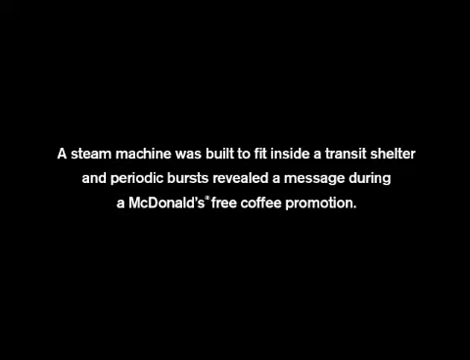 A steam machine was built to fit inside a transit shelter
and periodic bursts revealed a message during
a McDonald's® free coffee promotion.